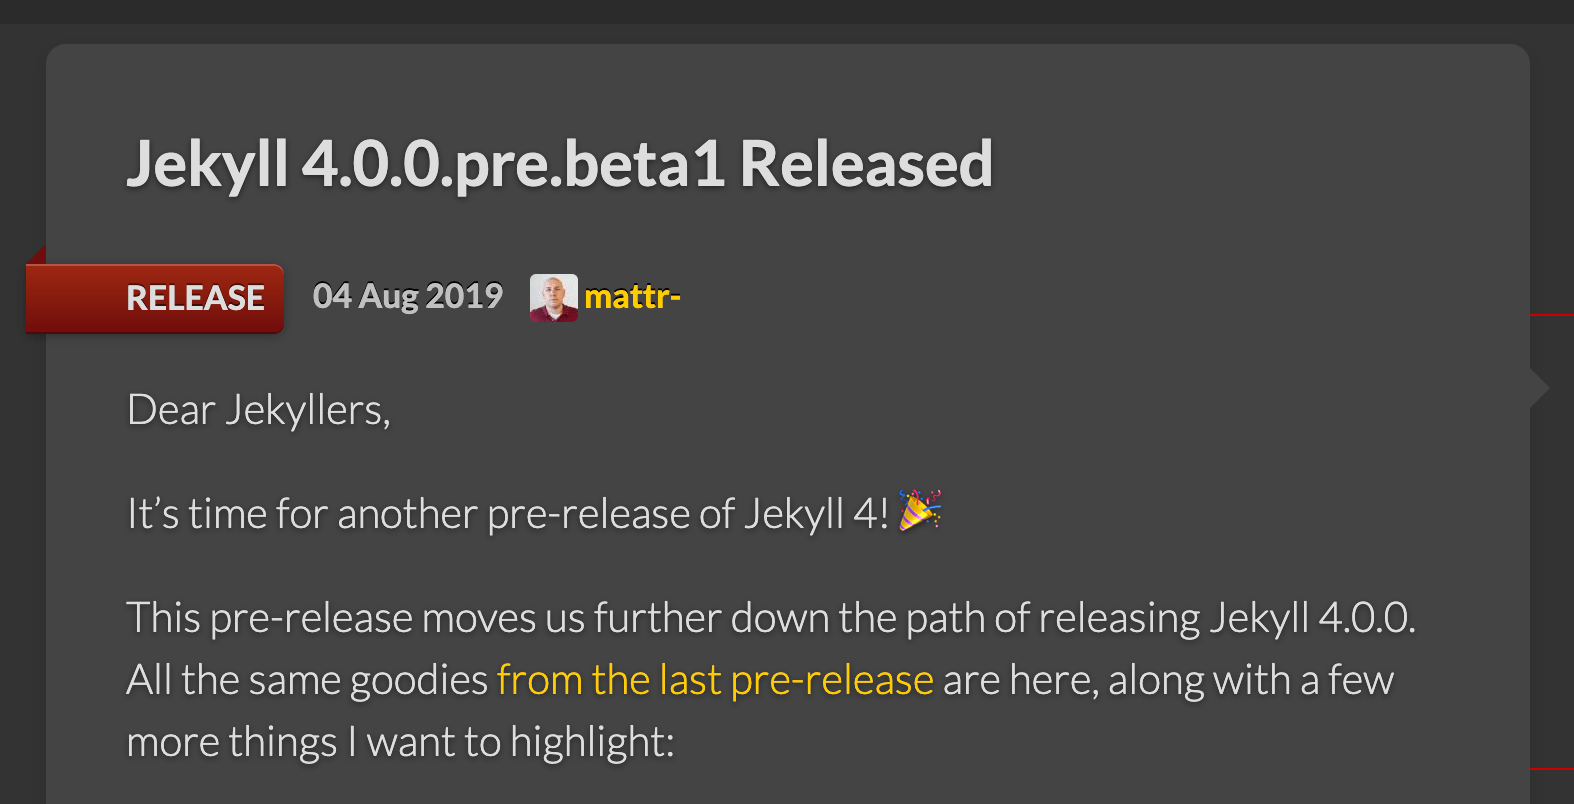 Jekyll 4.0.0.pre.beta1 Released
RELEASE 04 Aug 2019 mattr-
Dear Jekyllers,
It’s time for another pre-release of Jekyll 4! 🎉
This pre-release moves us further down the path of releasing Jekyll 4.0.0.
All the same goodies from the last pre-release are here, along with a few
more things I want to highlight: